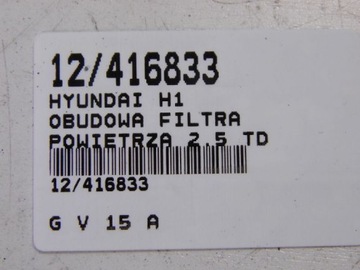 12/416833
HYUNDAI H1
OBUDOWA FILTRA
POWIETRZA 2.5 TD
12/416833
G V 15 A